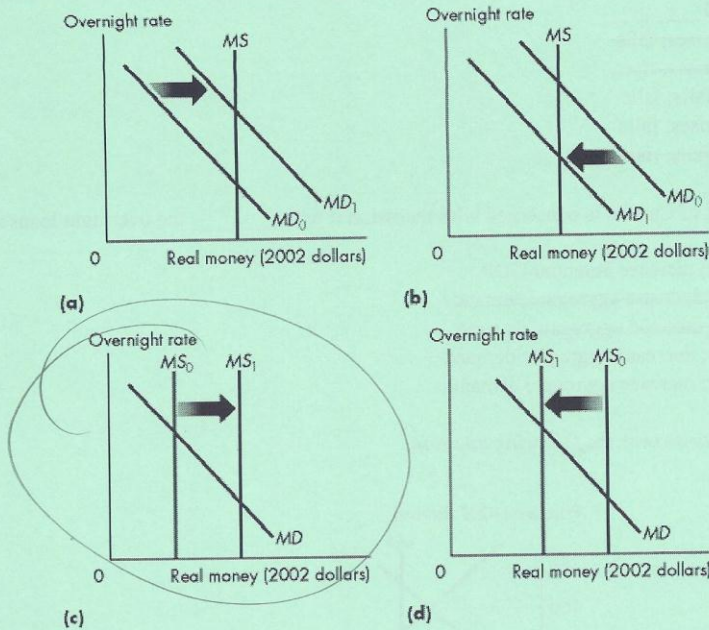 Overnight rate
MS
MD₁
MD₀
0
Real money (2002 dollars)
(a)
Overnight rate
MS
MD₀
MD₁
0
Real money (2002 dollars)
(b)
Overnight rate
MS₀
MS₁
MD
0
Real money (2002 dollars)
(c)
Overnight rate
MS₁
MS₀
MD
0
Real money (2002 dollars)
(d)